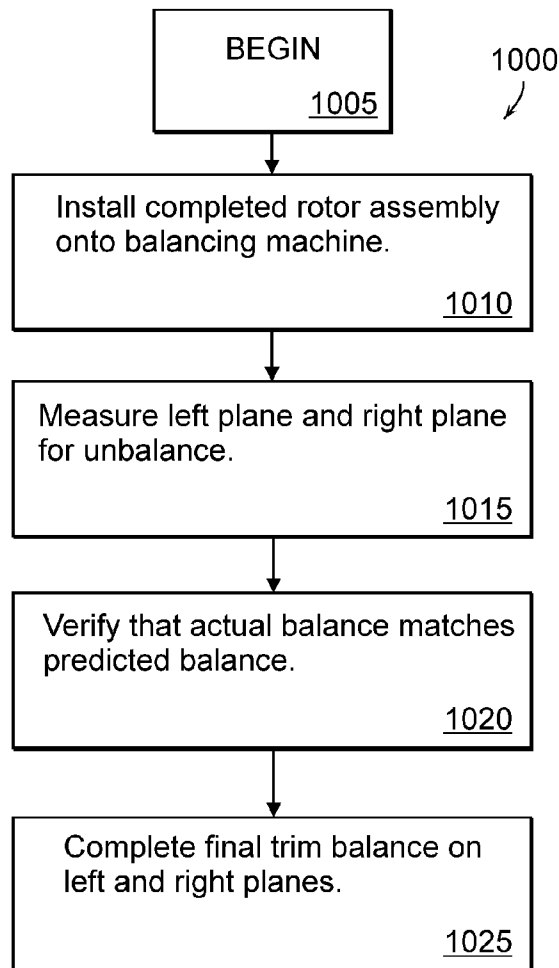 BEGIN
1005
1000
Install completed rotor assembly
onto balancing machine.
1010
Measure left plane and right plane
for unbalance.
1015
Verify that actual balance matches
predicted balance.
1020
Complete final trim balance on
left and right planes.
1025